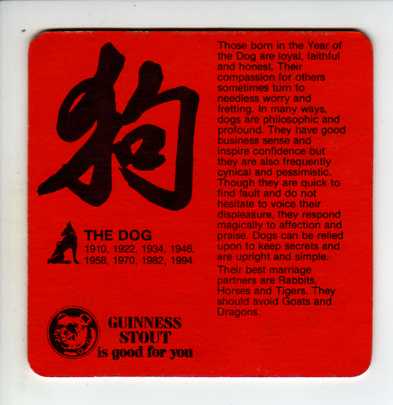 狗
THE DOG
1910, 1922, 1934, 1946,
1958, 1970, 1982, 1994
GUINNESS
STOUT
is good for you
Those born in the Year of
the Dog are loyal, faithful
and honest. Their
compassion for others
sometimes turn to
needless worry and
fretting. In many ways,
dogs are philosophic and
profound. They have good
business sense and
inspire confidence but
they are also frequently
cynical and pessimistic.
Though they are quick to
find fault and do not
hesitate to voice their
displeasure, they respond
magically to affection and
praise. Dogs can be relied
upon to keep secrets and
are upright and simple.
Their best marriage
partners are Rabbits,
Horses and Tigers. They
should avoid Goats and
Dragons.